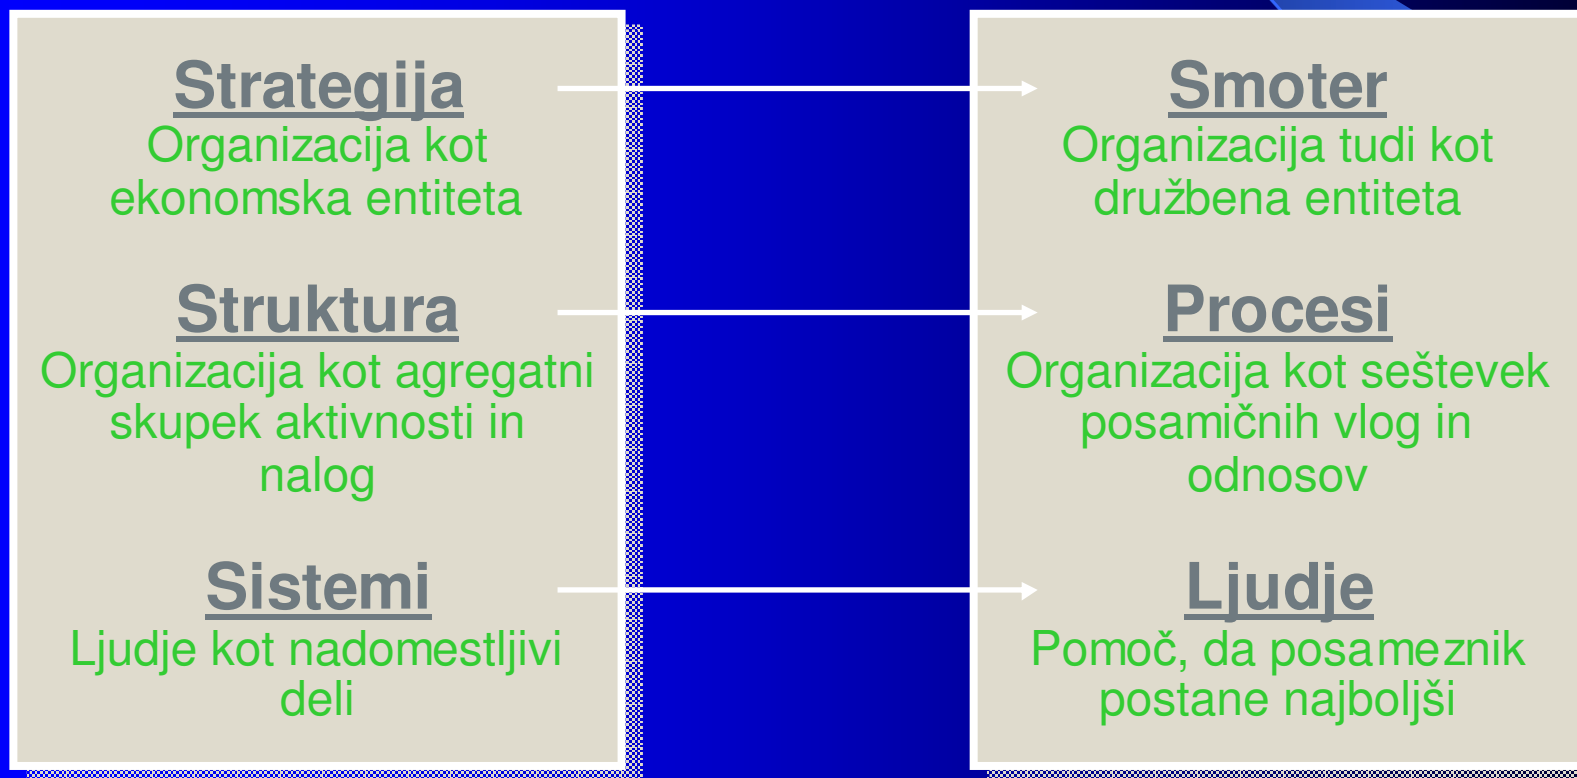 Strategija
Organizacija kot
ekonomska entiteta
Struktura
Organizacija kot agregatni
skupek aktivnosti in
nalog
Sistemi
Ljudje kot nadomestljivi
deli
Smoter
Organizacija tudi kot
družbena entiteta
Procesi
Organizacija kot seštevek
posamičnih vlog in
odnosov
Ljudje
Pomoč, da posameznik
postane najboljši